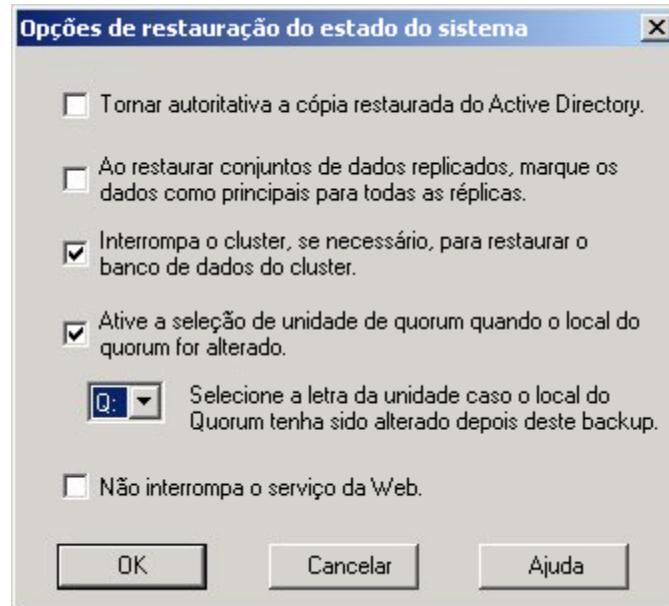 Opções de restauração do estado do sistema
Tornar autoritativa a cópia restaurada do Active Directory.
Ao restaurar conjuntos de dados replicados, marque os
dados como principais para todas as réplicas.
Interrompa o cluster, se necessário, para restaurar o
banco de dados do cluster.
Ative a seleção de unidade de quorum quando o local do
quorum for alterado.
Q:
Selecione a letra da unidade caso o local do
Quorum tenha sido alterado depois deste backup.
Não interrompa o serviço da Web.
OK
Cancelar
Ajuda